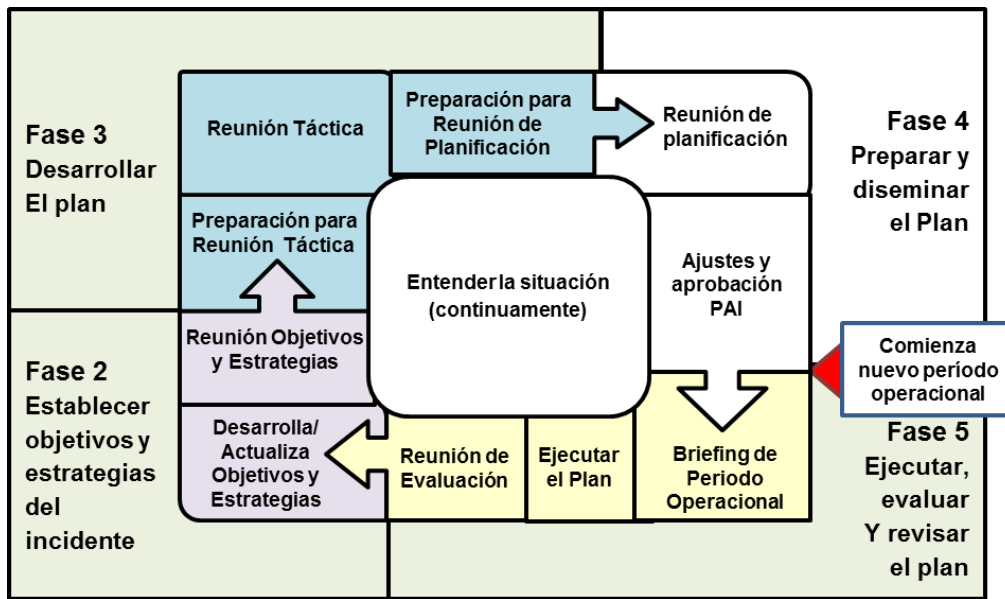 Fase 3
Desarrollar
El plan
Reunión Táctica
Preparación para
Reunión de
Planificación
Reunión de
planificación
Fase 4
Preparar y
diseminar
el Plan
Preparación para
Reunión Táctica
Entender la situación
(continuamente)
Ajustes y
aprobación
PAI
Reunión Objetivos
y Estrategias
Comienza
nuevo período
operacional
Fase 2
Establecer
objetivos y
estrategias
del
incidente
Desarrolla/
Actualiza
Objetivos y
Estrategias
Reunión de
Evaluación
Ejecutar
el Plan
Briefing de
Periodo
Operacional
Fase 5
Ejecutar,
evaluar
Y revisar
el plan